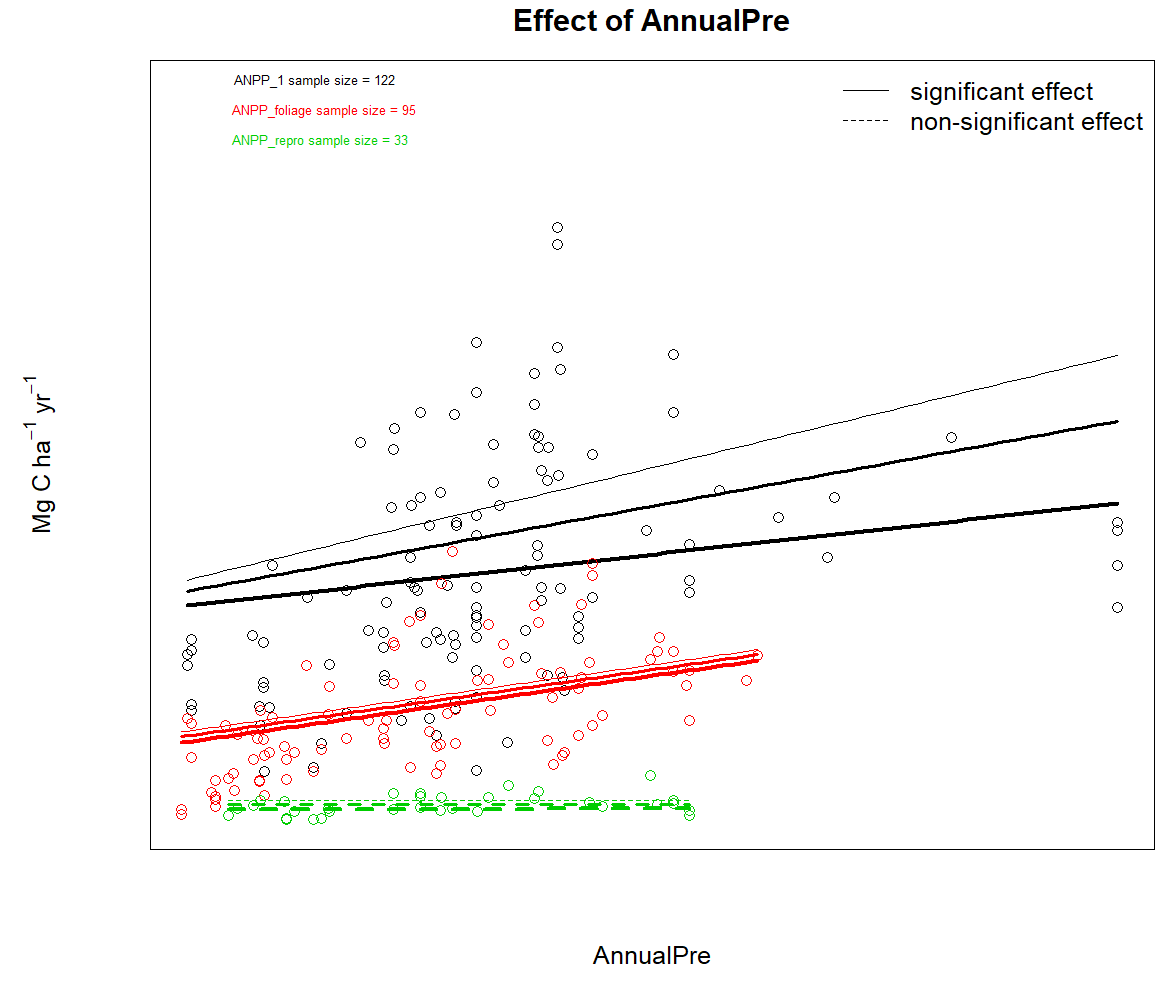 Effect of AnnualPre
ANPP_1 sample size = 122
ANPP_foliage sample size = 95
ANPP_repro sample size = 33
significant effect
non-significant effect
Mg C ha⁻¹ yr⁻¹
AnnualPre